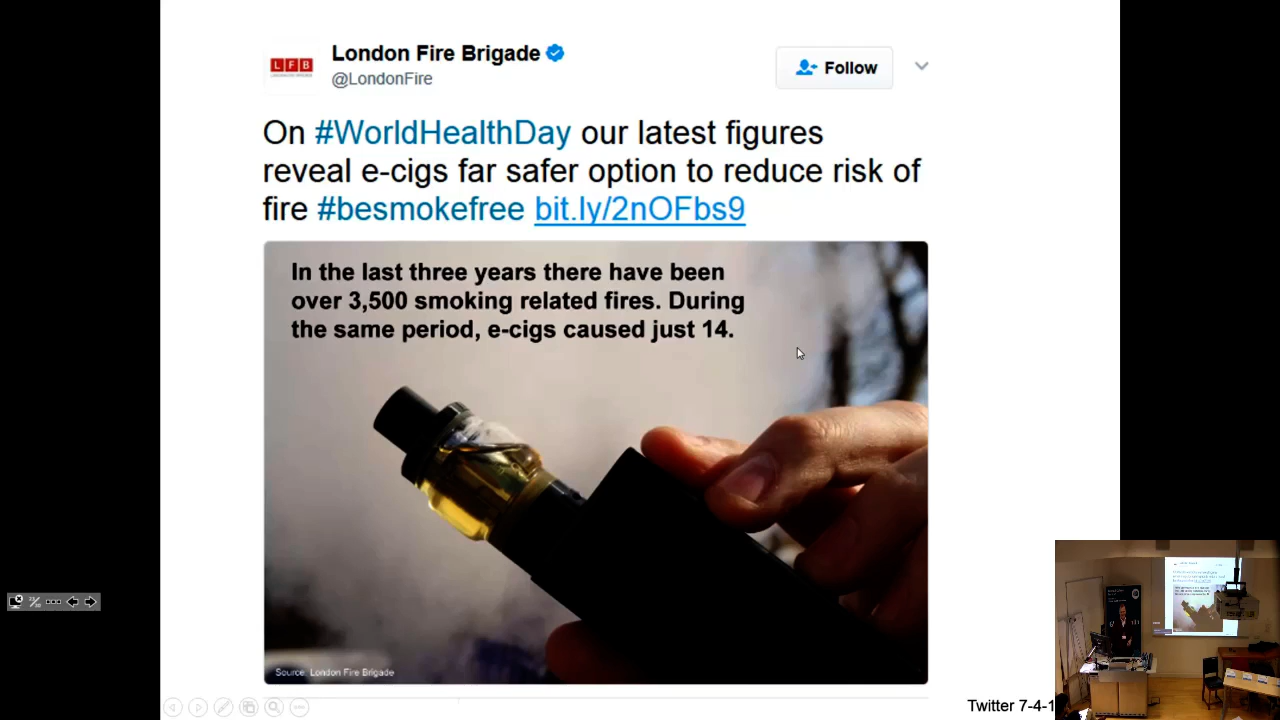 LFB
London Fire Brigade
@LondonFire
Follow
On #WorldHealthDay our latest figures
reveal e-cigs far safer option to reduce risk of
fire #besmokefree bit.ly/2nOFbs9
In the last three years there have been
over 3,500 smoking related fires. During
the same period, e-cigs caused just 14.
Source: London Fire Brigade
Twitter 7-4-1